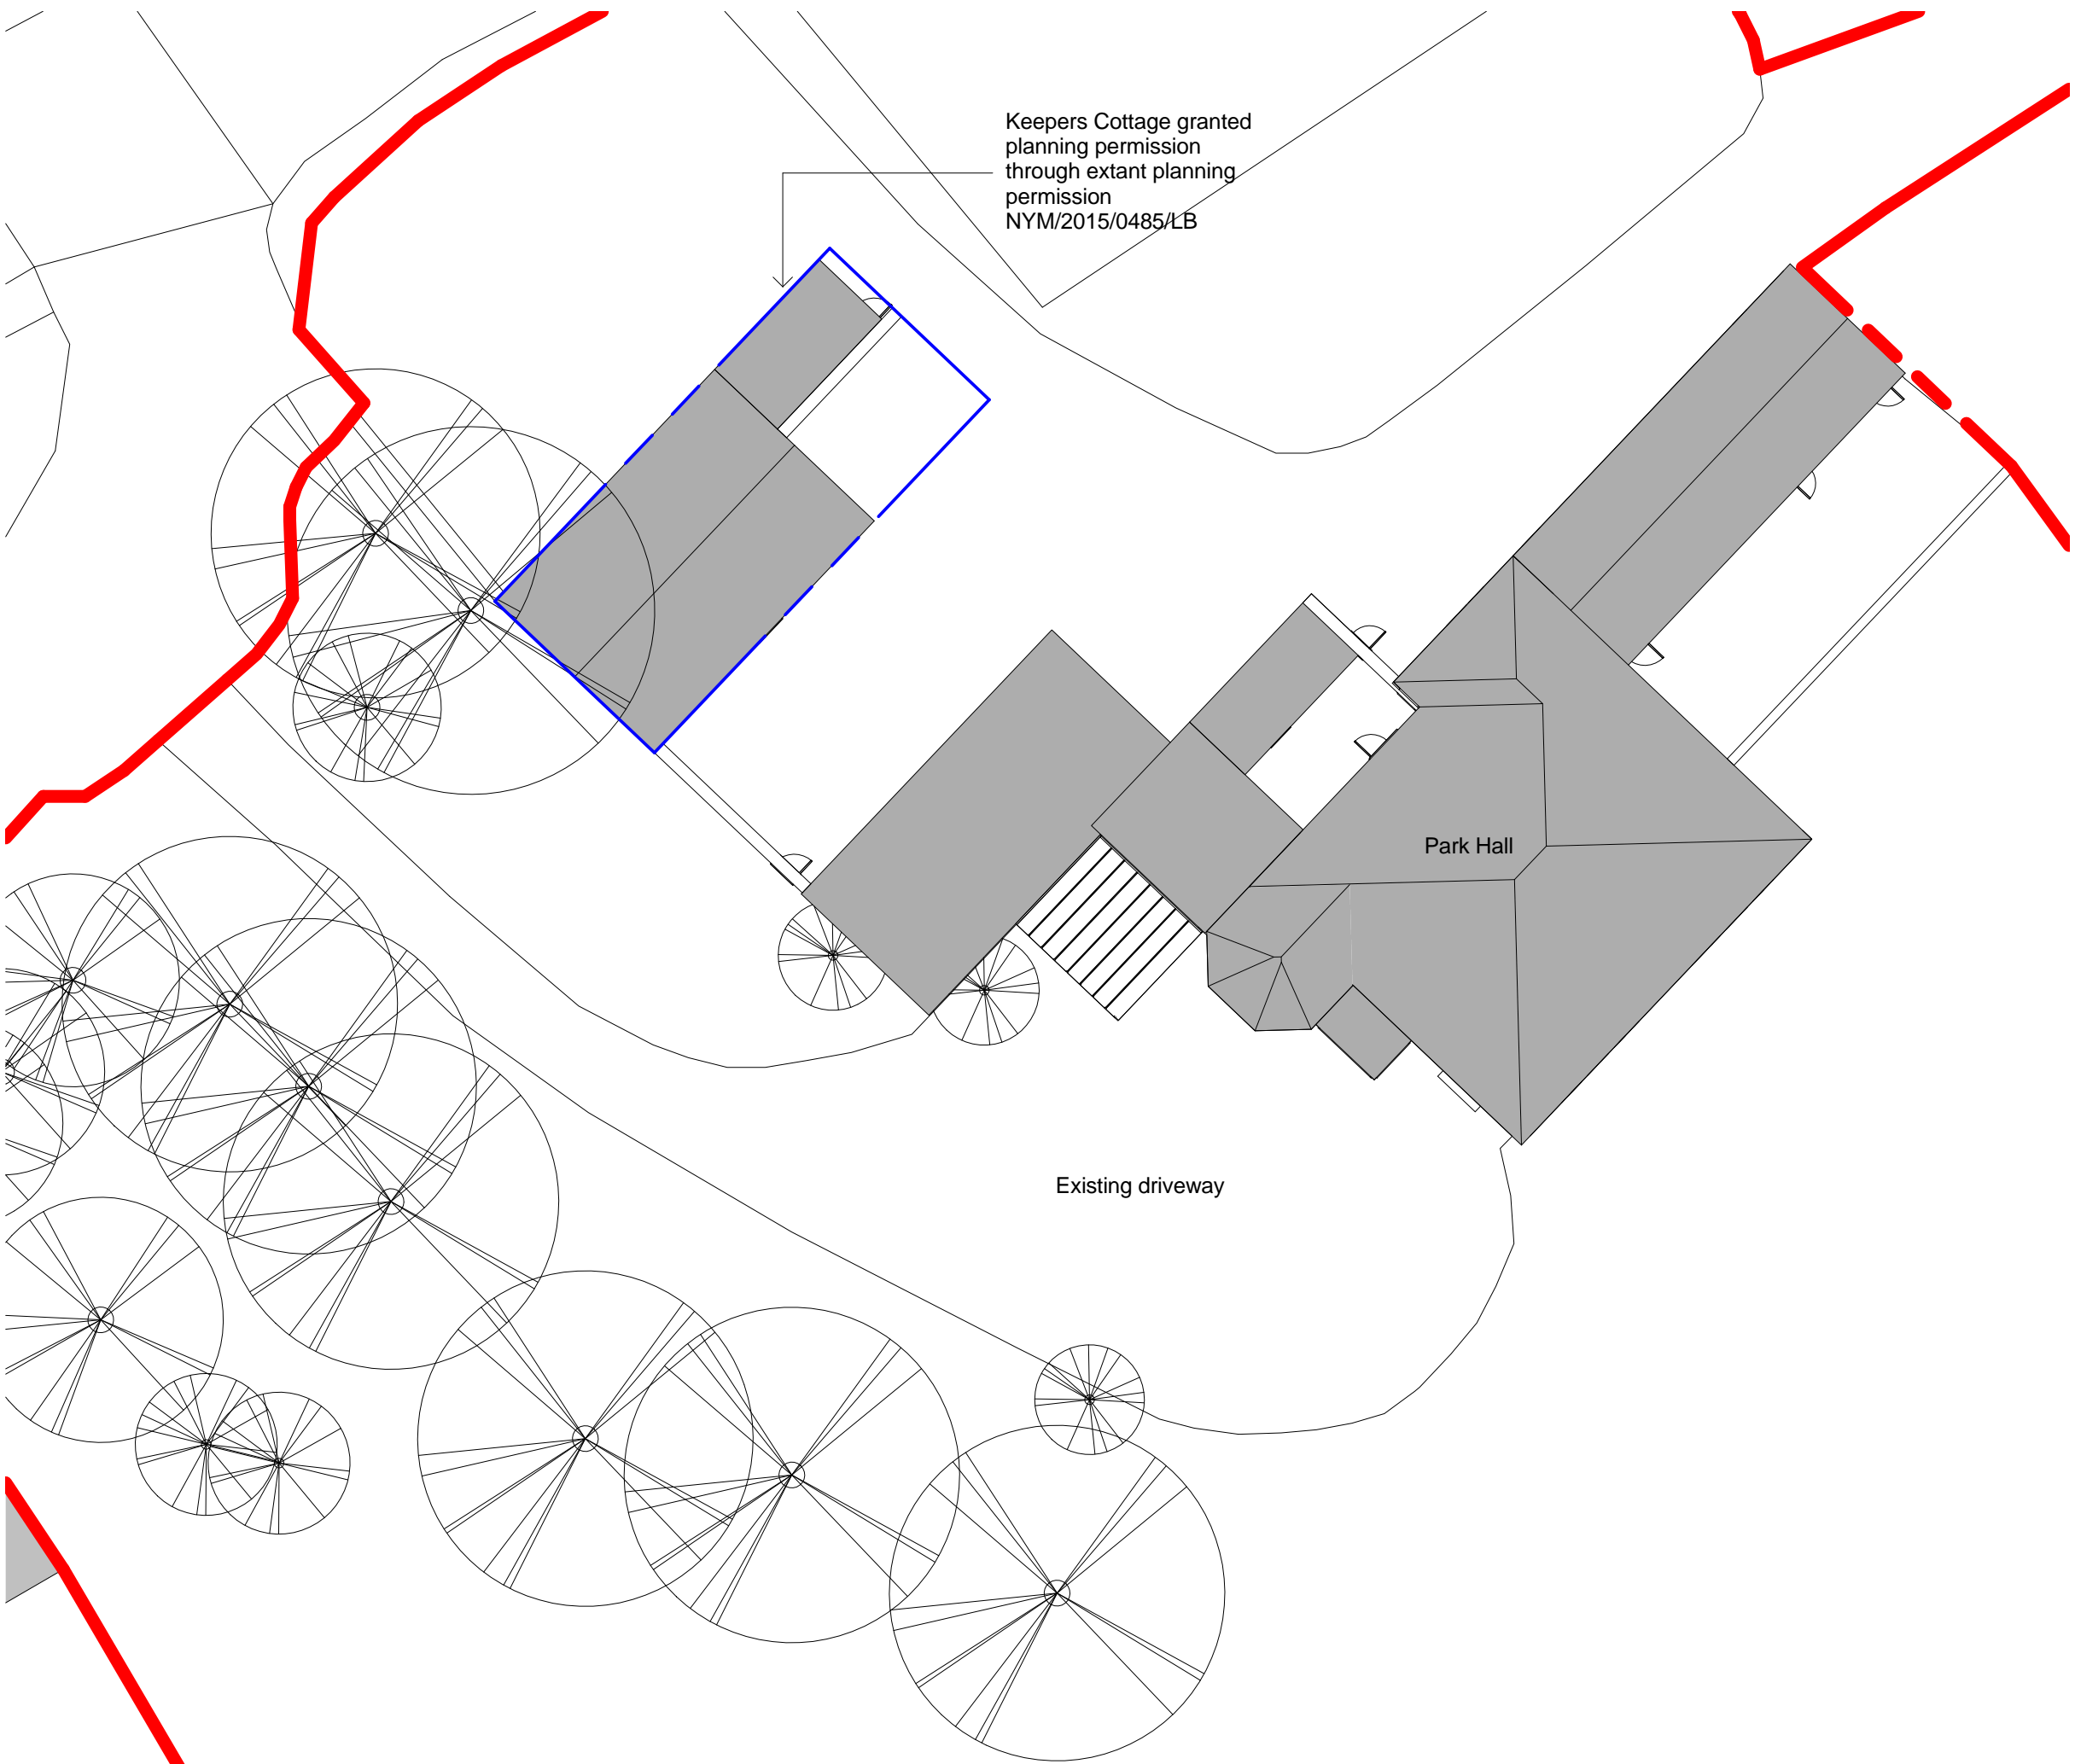 Keepers Cottage granted
planning permission
through extant planning
permission
NYM/2015/0485/LB
Park Hall
Existing driveway